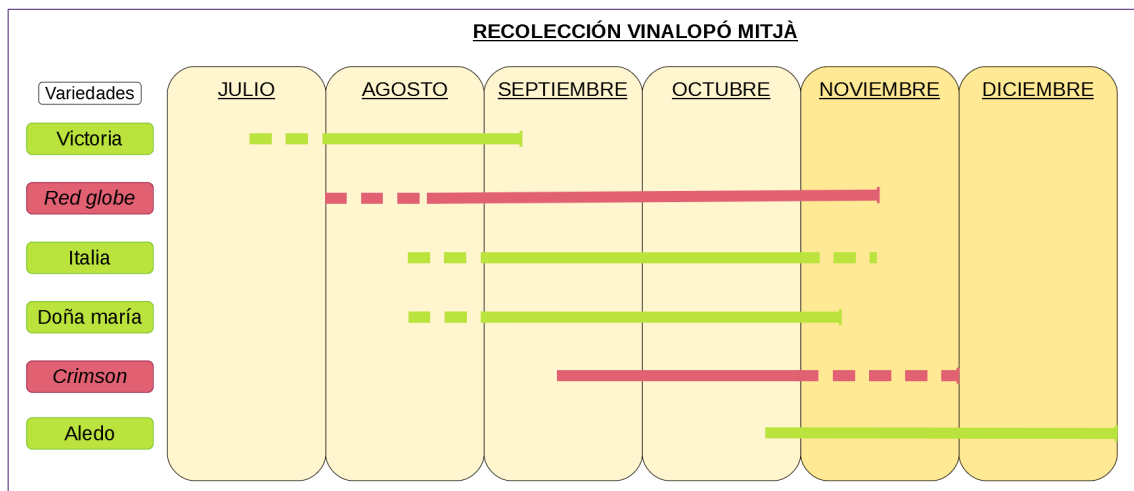 RECOLECCIÓN VINALOPÓ MITJÀ
Variedades
JULIO
AGOSTO
SEPTIEMBRE
OCTUBRE
NOVIEMBRE
DICIEMBRE
Victoria
Red globe
Italia
Doña maría
Crimson
Aledo